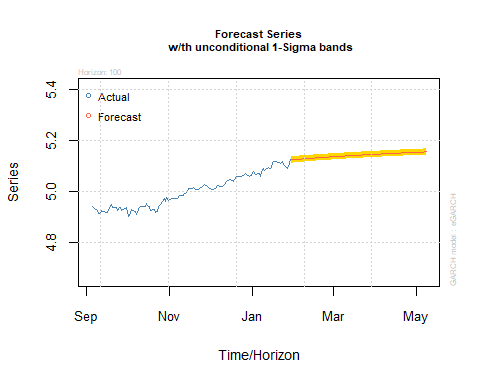 Forecast Series
w/th unconditional 1-Sigma bands
Horizon: 100
Actual
Forecast
5.4
5.2
5.0
4.8
Series
GARCH model : eGARCH
Sep Nov Jan Mar May
Time/Horizon